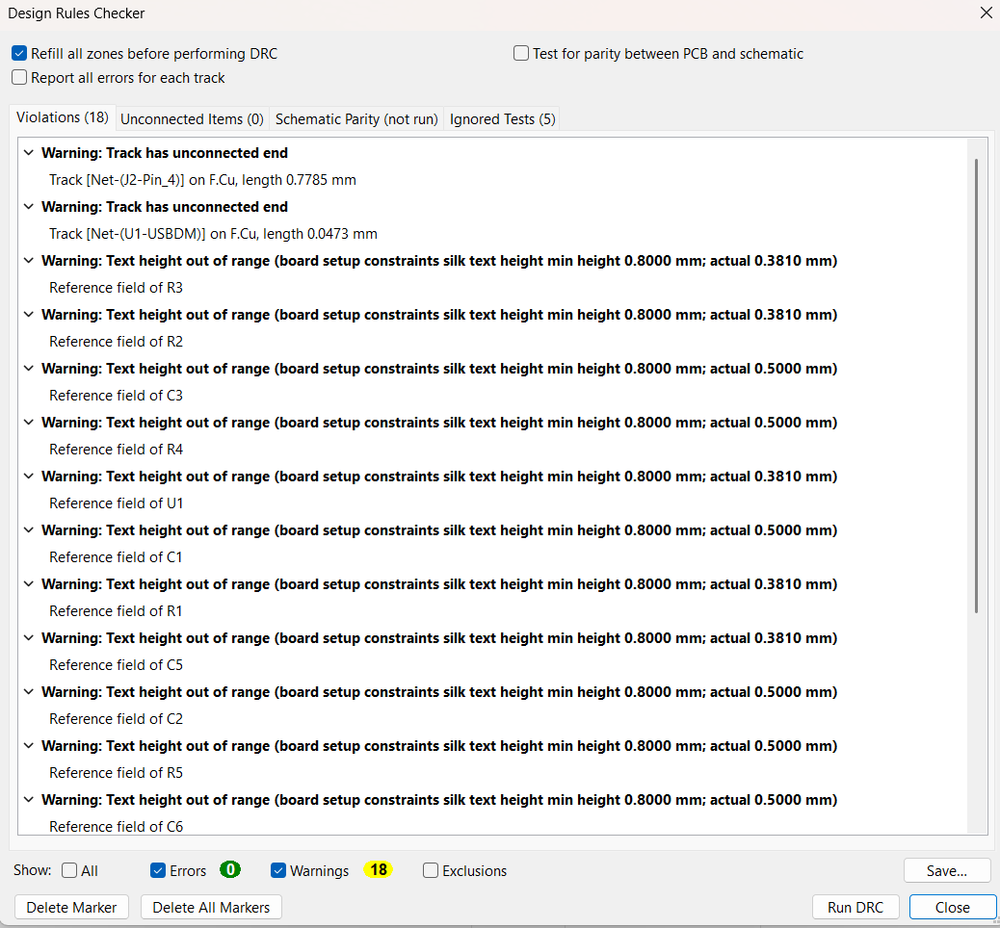 Design Rules Checker
Refill all zones before performing DRC
Test for parity between PCB and schematic
Report all errors for each track
Violations (18) Unconnected Items (0) Schematic Parity (not run) Ignored Tests (5)
Warning: Track has unconnected end
Track [Net-(J2-Pin_4)] on F.Cu, length 0.7785 mm
Warning: Track has unconnected end
Track [Net-(U1-USBDM)] on F.Cu, length 0.0473 mm
Warning: Text height out of range (board setup constraints silk text height min height 0.8000 mm; actual 0.3810 mm)
Reference field of R3
Warning: Text height out of range (board setup constraints silk text height min height 0.8000 mm; actual 0.3810 mm)
Reference field of R2
Warning: Text height out of range (board setup constraints silk text height min height 0.8000 mm; actual 0.5000 mm)
Reference field of C3
Warning: Text height out of range (board setup constraints silk text height min height 0.8000 mm; actual 0.5000 mm)
Reference field of R4
Warning: Text height out of range (board setup constraints silk text height min height 0.8000 mm; actual 0.3810 mm)
Reference field of U1
Warning: Text height out of range (board setup constraints silk text height min height 0.8000 mm; actual 0.5000 mm)
Reference field of C1
Warning: Text height out of range (board setup constraints silk text height min height 0.8000 mm; actual 0.3810 mm)
Reference field of R1
Warning: Text height out of range (board setup constraints silk text height min height 0.8000 mm; actual 0.3810 mm)
Reference field of C5
Warning: Text height out of range (board setup constraints silk text height min height 0.8000 mm; actual 0.5000 mm)
Reference field of C2
Warning: Text height out of range (board setup constraints silk text height min height 0.8000 mm; actual 0.5000 mm)
Reference field of R5
Warning: Text height out of range (board setup constraints silk text height min height 0.8000 mm; actual 0.5000 mm)
Reference field of C6
Show: All Errors 0 Warnings 18 Exclusions Save...
Delete Marker Delete All Markers Run DRC Close